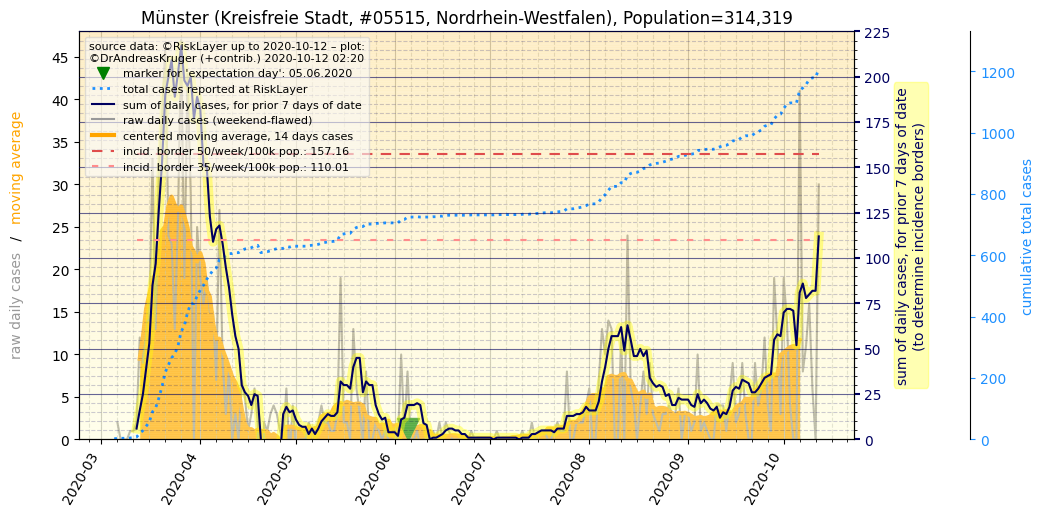 Münster (Kreisfreie Stadt, #05515, Nordrhein-Westfalen), Population=314,319
source data: ©RiskLayer up to 2020-10-12 – plot:
©DrAndreasKruger (+contrib.) 2020-10-12 02:20
marker for 'expectation day': 05.06.2020
total cases reported at RiskLayer
sum of daily cases, for prior 7 days of date
raw daily cases (weekend-flawed)
centered moving average, 14 days cases
incid. border 50/week/100k pop.: 157.16
incid. border 35/week/100k pop.: 110.01
raw daily cases / moving average
45
40
35
30
25
20
15
10
5
0
225
200
175
150
125
100
75
50
25
0
sum of daily cases, for prior 7 days of date
(to determine incidence borders)
1200
1000
800
600
400
200
0
cumulative total cases
2020-03
2020-04
2020-05
2020-06
2020-07
2020-08
2020-09
2020-10